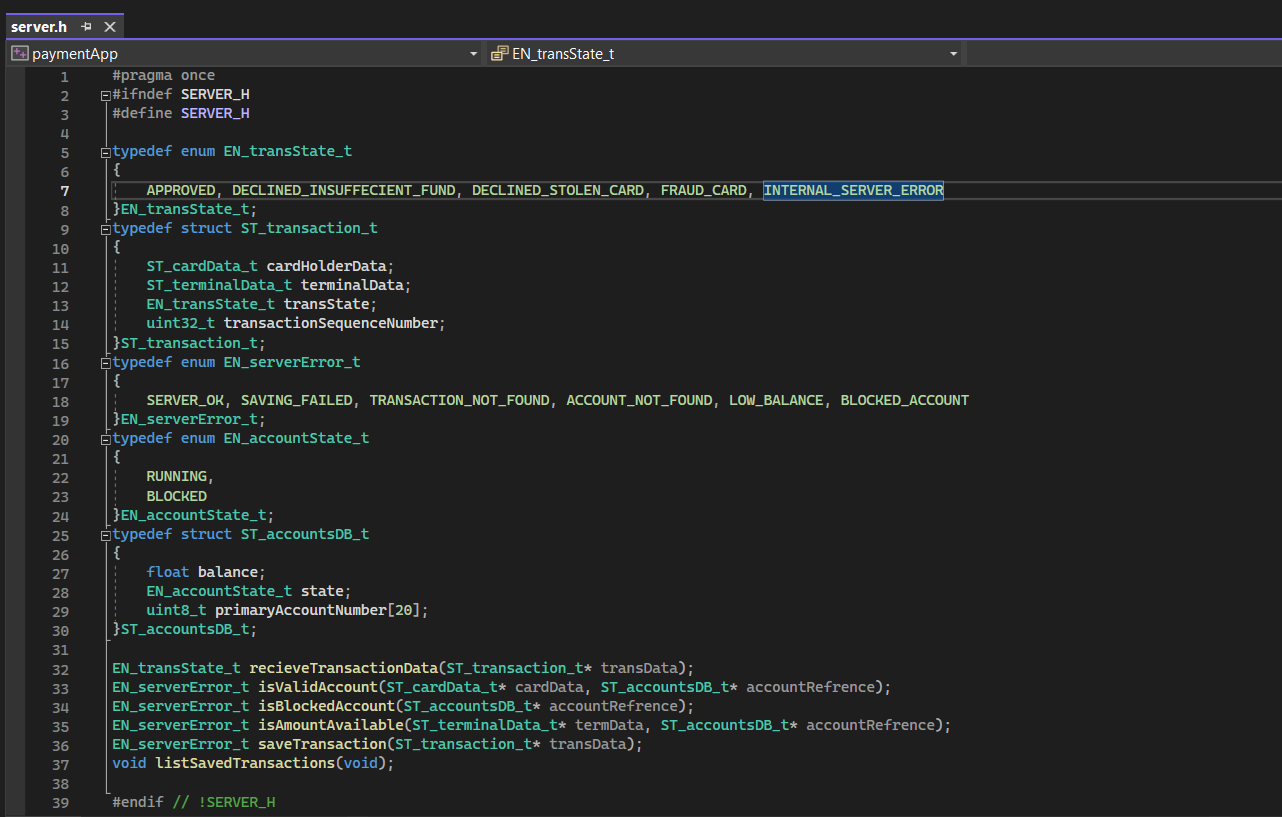 server.h
paymentApp EN_transState_t
1 #pragma once
2 #ifndef SERVER_H
3 #define SERVER_H
4
5 typedef enum EN_transState_t
6 {
7 APPROVED, DECLINED_INSUFFECIENT_FUND, DECLINED_STOLEN_CARD, FRAUD_CARD, INTERNAL_SERVER_ERROR
8 }EN_transState_t;
9 typedef struct ST_transaction_t
10 {
11 ST_cardData_t cardHolderData;
12 ST_terminalData_t terminalData;
13 EN_transState_t transState;
14 uint32_t transactionSequenceNumber;
15 }ST_transaction_t;
16 typedef enum EN_serverError_t
17 {
18 SERVER_OK, SAVING_FAILED, TRANSACTION_NOT_FOUND, ACCOUNT_NOT_FOUND, LOW_BALANCE, BLOCKED_ACCOUNT
19 }EN_serverError_t;
20 typedef enum EN_accountState_t
21 {
22 RUNNING,
23 BLOCKED
24 }EN_accountState_t;
25 typedef struct ST_accountsDB_t
26 {
27 float balance;
28 EN_accountState_t state;
29 uint8_t primaryAccountNumber[20];
30 }ST_accountsDB_t;
31
32 EN_transState_t recieveTransactionData(ST_transaction_t* transData);
33 EN_serverError_t isValidAccount(ST_cardData_t* cardData, ST_accountsDB_t* accountRefrence);
34 EN_serverError_t isBlockedAccount(ST_accountsDB_t* accountRefrence);
35 EN_serverError_t isAmountAvailable(ST_terminalData_t* termData, ST_accountsDB_t* accountRefrence);
36 EN_serverError_t saveTransaction(ST_transaction_t* transData);
37 void listSavedTransactions(void);
38
39 #endif // !SERVER_H